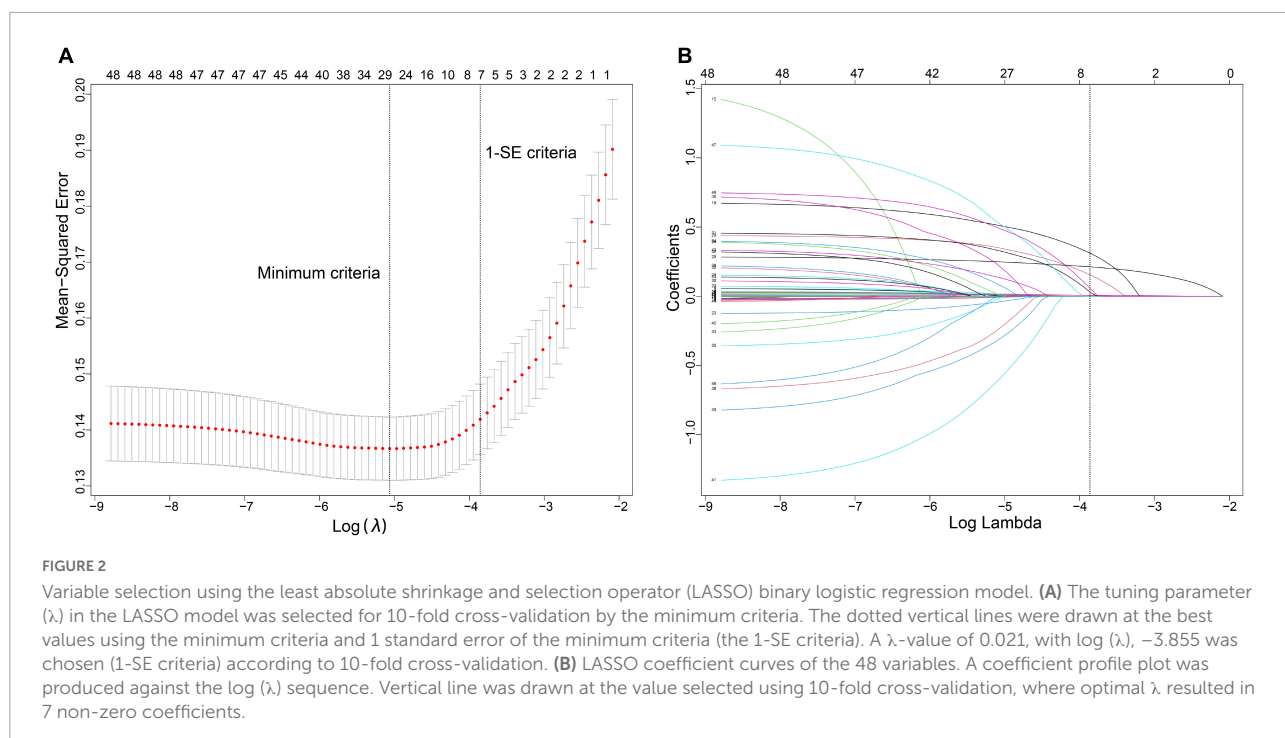 A
48 48 48 48 47 47 47 47 45 44 40 38 34 29 24 16 10 8 7 5 5 3 2 2 2 2 1 1
0.20
0.19
0.18
0.17
0.16
0.15
0.14
0.13
Mean-Squared Error
Minimum criteria
1-SE criteria
−9 −8 −7 −6 −5 −4 −3 −2
Log (λ)
B
48 48 47 42 27 8 2 0
1.5
1.0
0.5
0.0
−0.5
−1.0
Coefficients
15
47
22
35
41
−9 −8 −7 −6 −5 −4 −3 −2
Log Lambda
FIGURE 2
Variable selection using the least absolute shrinkage and selection operator (LASSO) binary logistic regression model. (A) The tuning parameter
(λ) in the LASSO model was selected for 10-fold cross-validation by the minimum criteria. The dotted vertical lines were drawn at the best
values using the minimum criteria and 1 standard error of the minimum criteria (the 1-SE criteria). A λ-value of 0.021, with log (λ), −3.855 was
chosen (1-SE criteria) according to 10-fold cross-validation. (B) LASSO coefficient curves of the 48 variables. A coefficient profile plot was
produced against the log (λ) sequence. Vertical line was drawn at the value selected using 10-fold cross-validation, where optimal λ resulted in
7 non-zero coefficients.